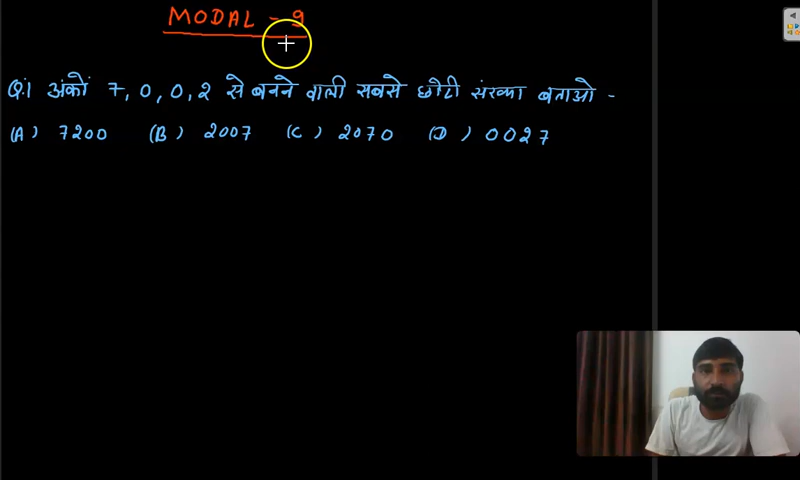 MODAL - 9
Q.1 अंकों 7, 0, 0, 2 से बनने वाली सबसे छोटी संख्या बताओ -
(A) 7200 (B) 2007 (C) 2070 (D) 0027